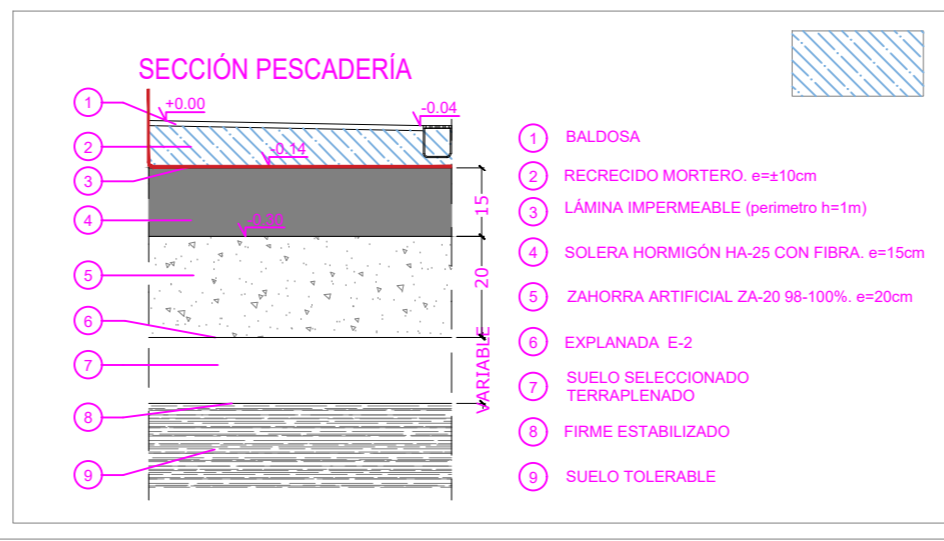 SECCIÓN PESCADERÍA
+0.00
-0.04
-0.14
-0.30
15
20
VARIABLE
1
2
3
4
5
6
7
8
9
1 BALDOSA
2 RECRECIDO MORTERO. e=±10cm
3 LÁMINA IMPERMEABLE (perimetro h=1m)
4 SOLERA HORMIGÓN HA-25 CON FIBRA. e=15cm
5 ZAHORRA ARTIFICIAL ZA-20 98-100%. e=20cm
6 EXPLANADA E-2
7 SUELO SELECCIONADO
TERRAPLENADO
8 FIRME ESTABILIZADO
9 SUELO TOLERABLE